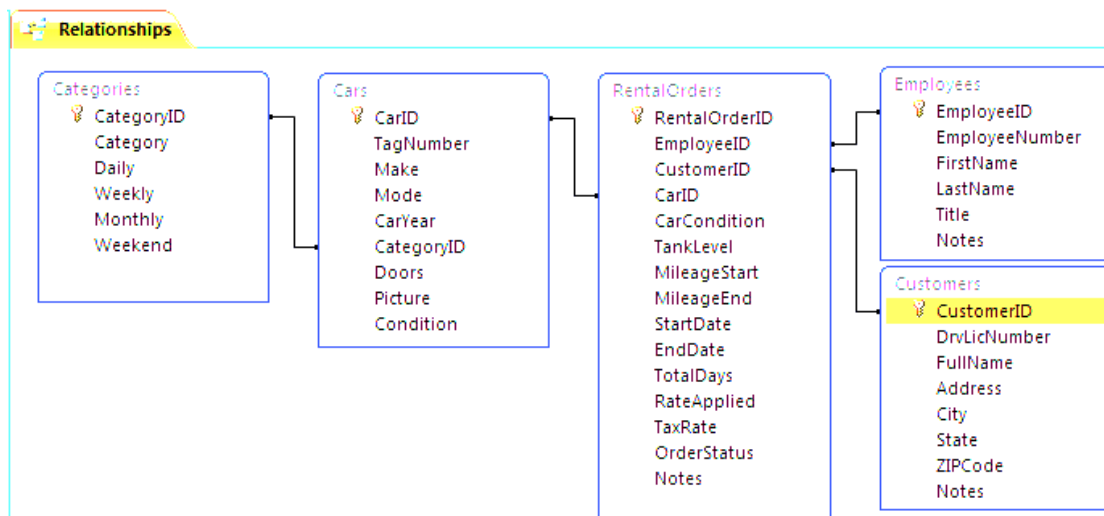 Relationships
Categories
CategoryID
Category
Daily
Weekly
Monthly
Weekend
Cars
CarID
TagNumber
Make
Mode
CarYear
CategoryID
Doors
Picture
Condition
RentalOrders
RentalOrderID
EmployeeID
CustomerID
CarID
CarCondition
TankLevel
MileageStart
MileageEnd
StartDate
EndDate
TotalDays
RateApplied
TaxRate
OrderStatus
Notes
Employees
EmployeeID
EmployeeNumber
FirstName
LastName
Title
Notes
Customers
CustomerID
DrvLicNumber
FullName
Address
City
State
ZIPCode
Notes